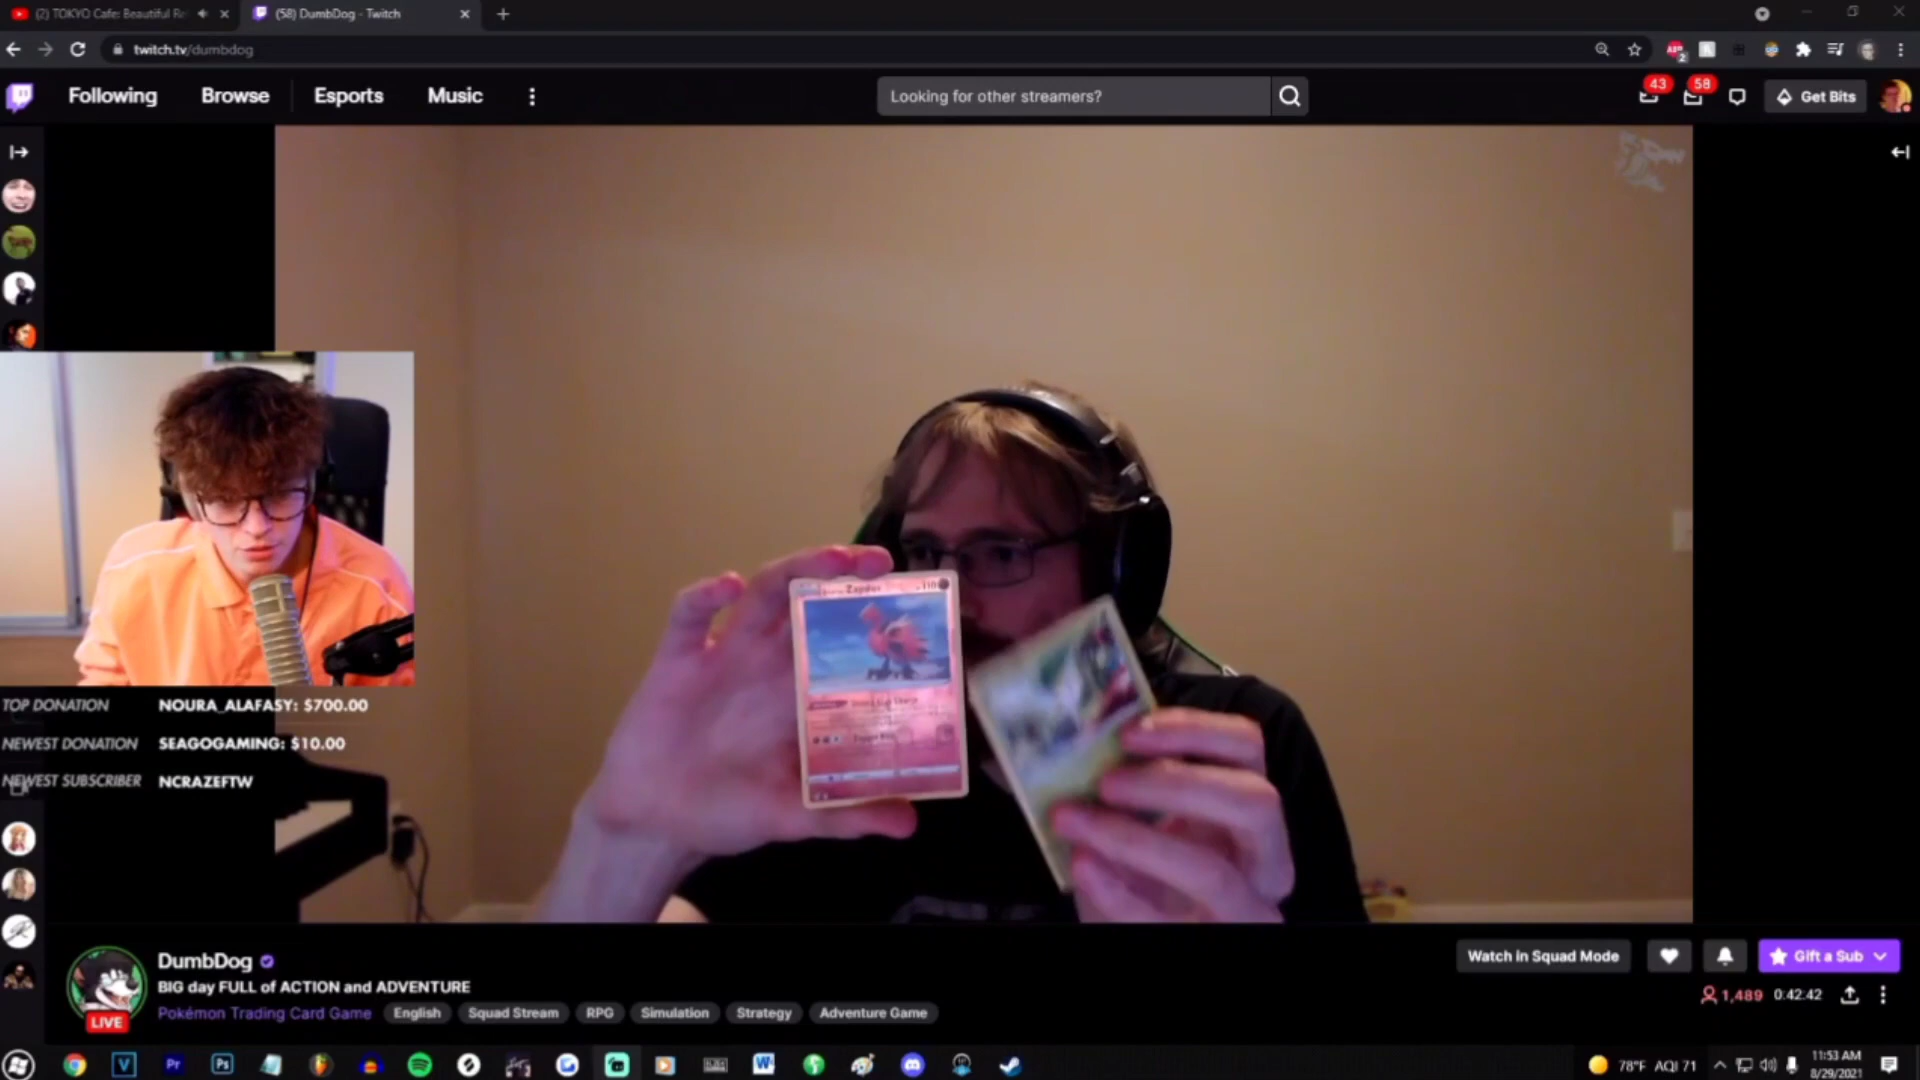 (2) TOKYO Cafe: Beautiful Re
(58) DumbDog - Twitch
twitch.tv/dumbdog
2
Following
Browse
Esports
Music
Looking for other streamers?
43
58
Get Bits
Zapdos
110
TOP DONATION NOURA_ALAFASY: $700.00
NEWEST DONATION SEAGOGAMING: $10.00
NEWEST SUBSCRIBER NCRAZEFTW
DumbDog
BIG day FULL of ACTION and ADVENTURE
Pokémon Trading Card Game
English
Squad Stream
RPG
Simulation
Strategy
Adventure Game
LIVE
Watch in Squad Mode
Gift a Sub
1,489
0:42:42
78°F AQI 71
11:53 AM
8/29/2021